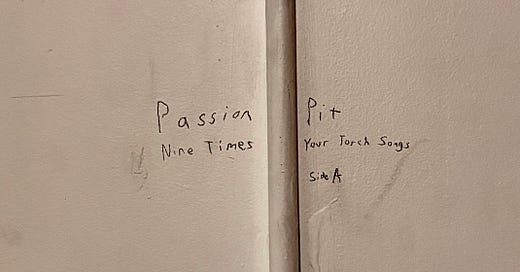 Passion Pit
Nine Times Your Torch Songs
Side A